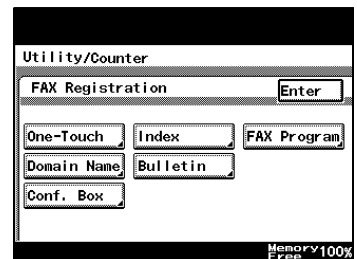 Utility/Counter
FAX Registration Enter
One-Touch Index FAX Program
Domain Name Bulletin
Conf. Box
Memory Free 100%